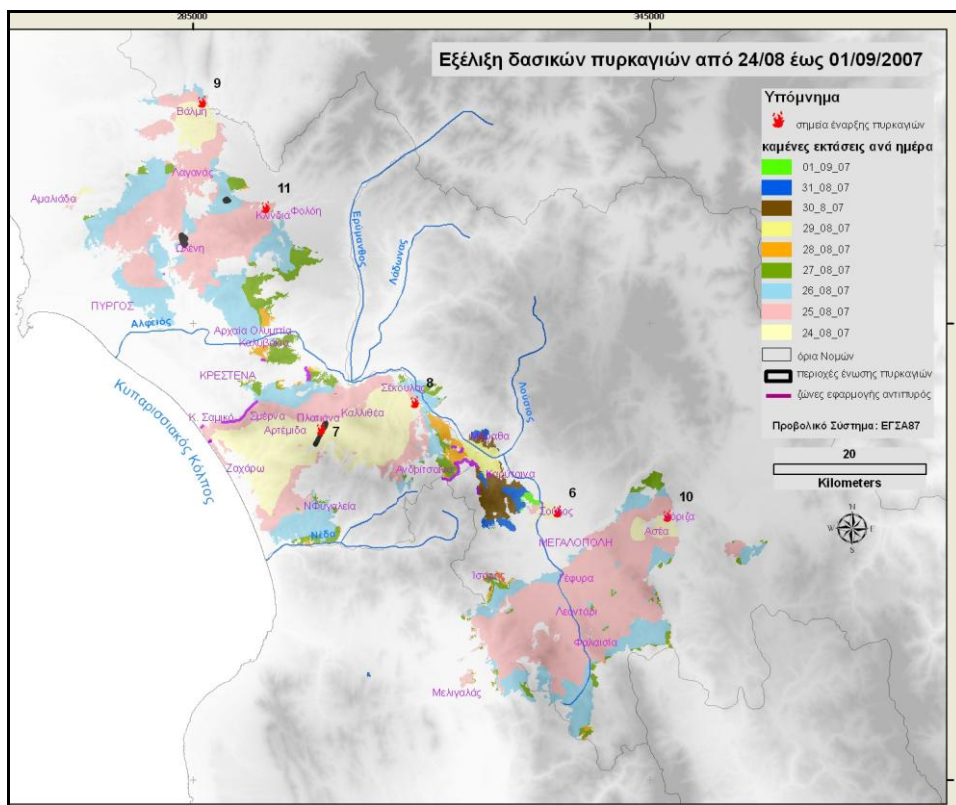 285000
345000
Εξέλιξη δασικών πυρκαγιών από 24/08 έως 01/09/2007
Υπόμνημα
σημεία έναρξης πυρκαγιών
καμένες εκτάσεις ανά ημέρα
01_09_07
31_08_07
30_8_07
29_08_07
28_08_07
27_08_07
26_08_07
25_08_07
24_08_07
όρια Νομών
περιοχές ένωσης πυρκαγιών
ζώνες εφαρμογής αντιπυρός
Προβολικό Σύστημα: ΕΓΣΑ87
20
Kilometers
N
W
E
S
9
Βάλμη
Λαγανάς
11
Αμαλιάδα
Φολόη
Ωλένη
Ερύμανθος
Λάδωνας
ΠΥΡΓΟΣ
Αλφειός
Αρχαία Ολυμπία
Καλύβια
ΚΡΕΣΤΕΝΑ
Σέκουλας
8
Λούσιος
Κ. Σαμικό
Σμέρνα
Πλατιάνα
Καλλιθέα
Αρτέμιδα
7
Κυπαρισσιακός Κόλπος
Ζαχάρω
Ανδρίτσαινα
Καρύταινα
6
10
Ν.Φιγαλεία
Σούλος
Ασέα
Νέδα
ΜΕΓΑΛΟΠΟΛΗ
Ίσαρης
Γέφυρα
Λεοντάρι
Φαλαισία
Μελιγαλάς